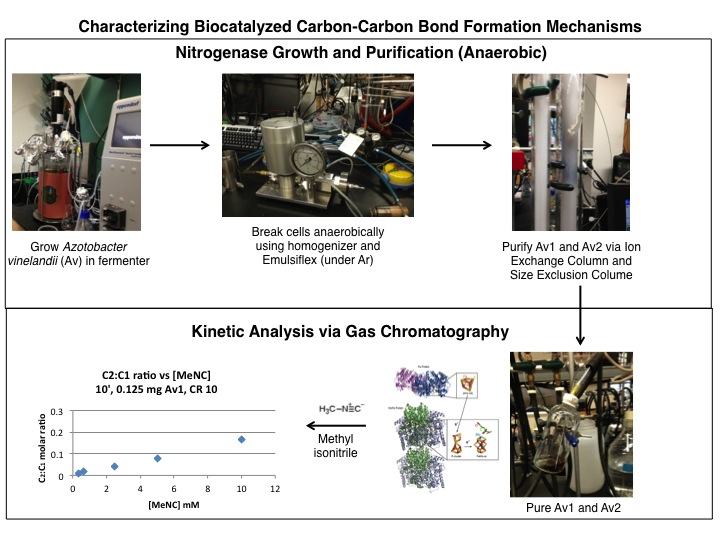 Characterizing Biocatalyzed Carbon-Carbon Bond Formation Mechanisms
Nitrogenase Growth and Purification (Anaerobic)
eppendorf
Grow Azotobacter
vinelandii (Av) in fermenter
Break cells anaerobically
using homogenizer and
Emulsiflex (under Ar)
Purify Av1 and Av2 via Ion
Exchange Column and
Size Exclusion Colume
Kinetic Analysis via Gas Chromatography
C2:C1 ratio vs [MeNC]
10', 0.125 mg Av1, CR 10
C2:C1 molar ratio
0.3
0.2
0.1
0
0 2 4 6 8 10 12
[MeNC] mM
H₃C−N≡C⁻
Methyl
isonitrile
Pure Av1 and Av2